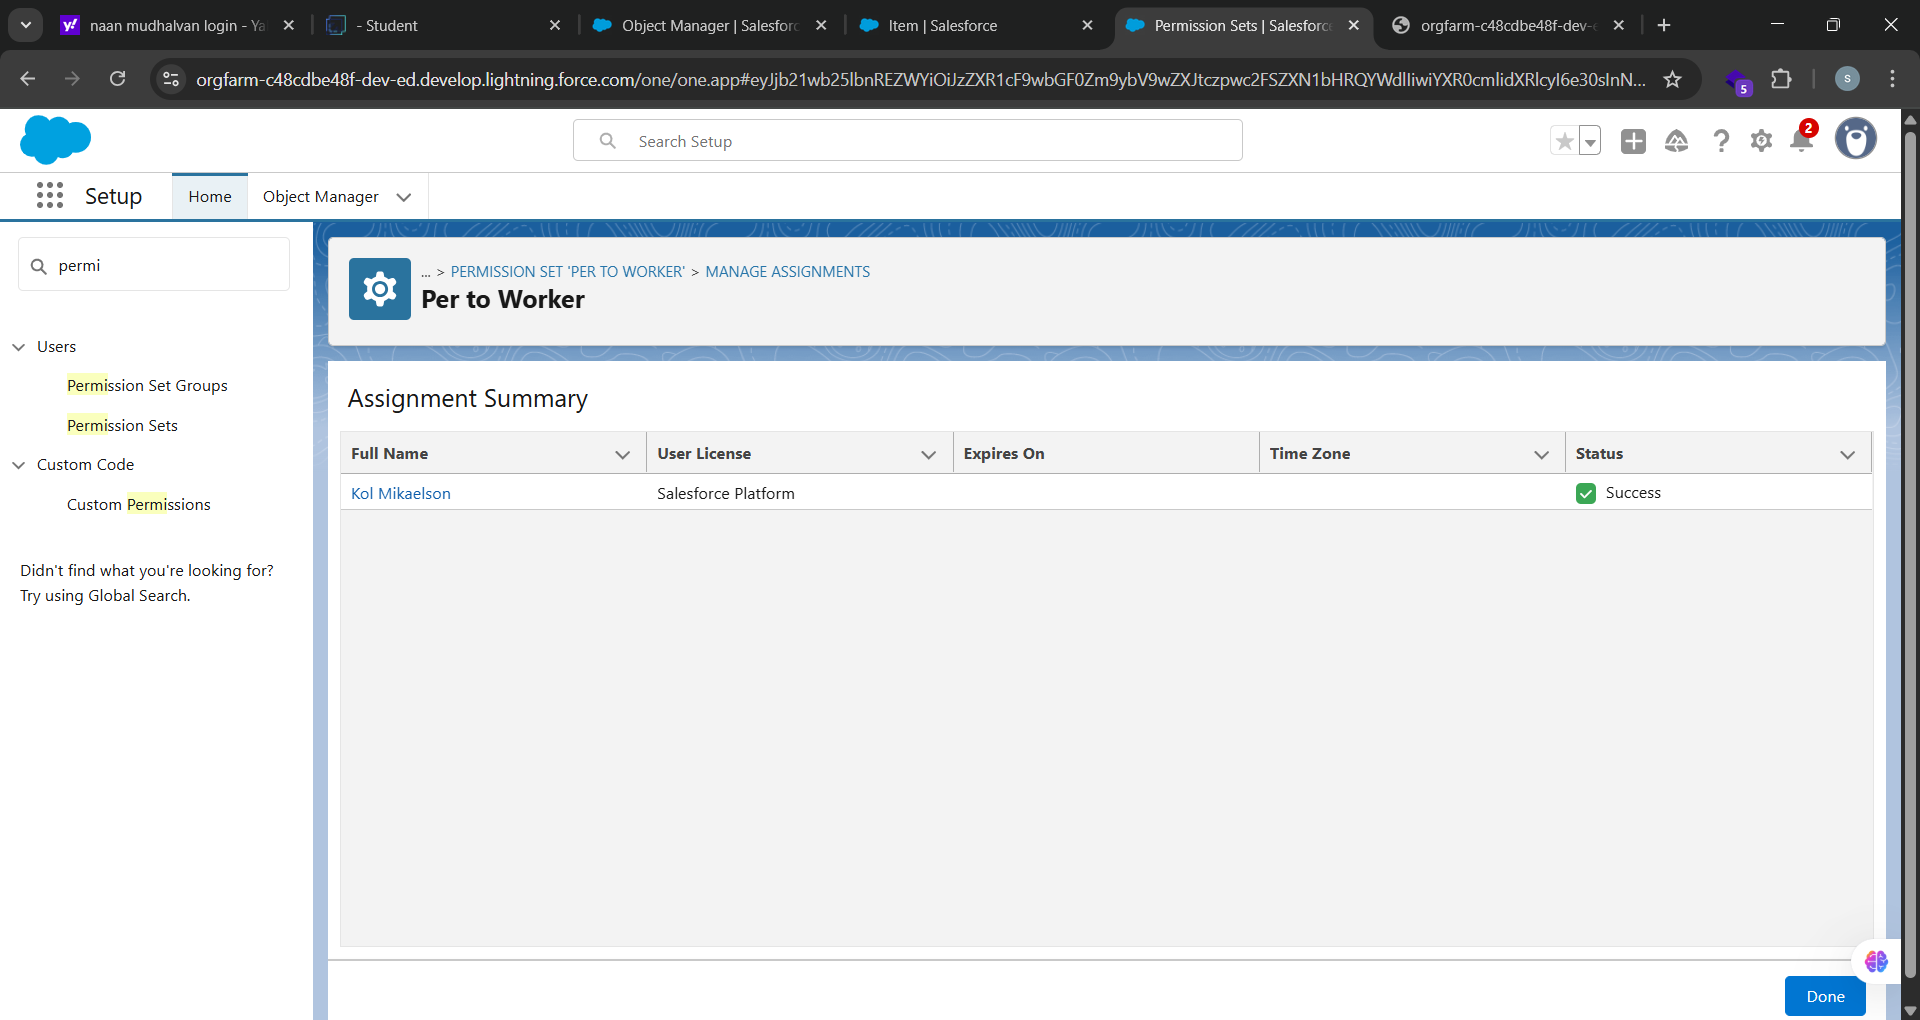 naan mudhalvan login - Ya
- Student
Object Manager | Salesforc
Item | Salesforce
Permission Sets | Salesforce
orgfarm-c48cdbe48f-dev-e
orgfarm-c48cdbe48f-dev-ed.develop.lightning.force.com/one/one.app#eyJjb21wb25lbnREZWYiOiJzZXR1cF9wbGF0Zm9ybV9wZXJtczpwc2FSZXN1bHRQYWdlIiwiYXR0cmlidXRlcyI6e30sInN...
5
S
Search Setup
2
Setup
Home
Object Manager
permi
Users
Permission Set Groups
Permission Sets
Custom Code
Custom Permissions
Didn't find what you're looking for?
Try using Global Search.
... > PERMISSION SET 'PER TO WORKER' > MANAGE ASSIGNMENTS
Per to Worker
Assignment Summary
Full Name
User License
Expires On
Time Zone
Status
Kol Mikaelson
Salesforce Platform
Success
Done